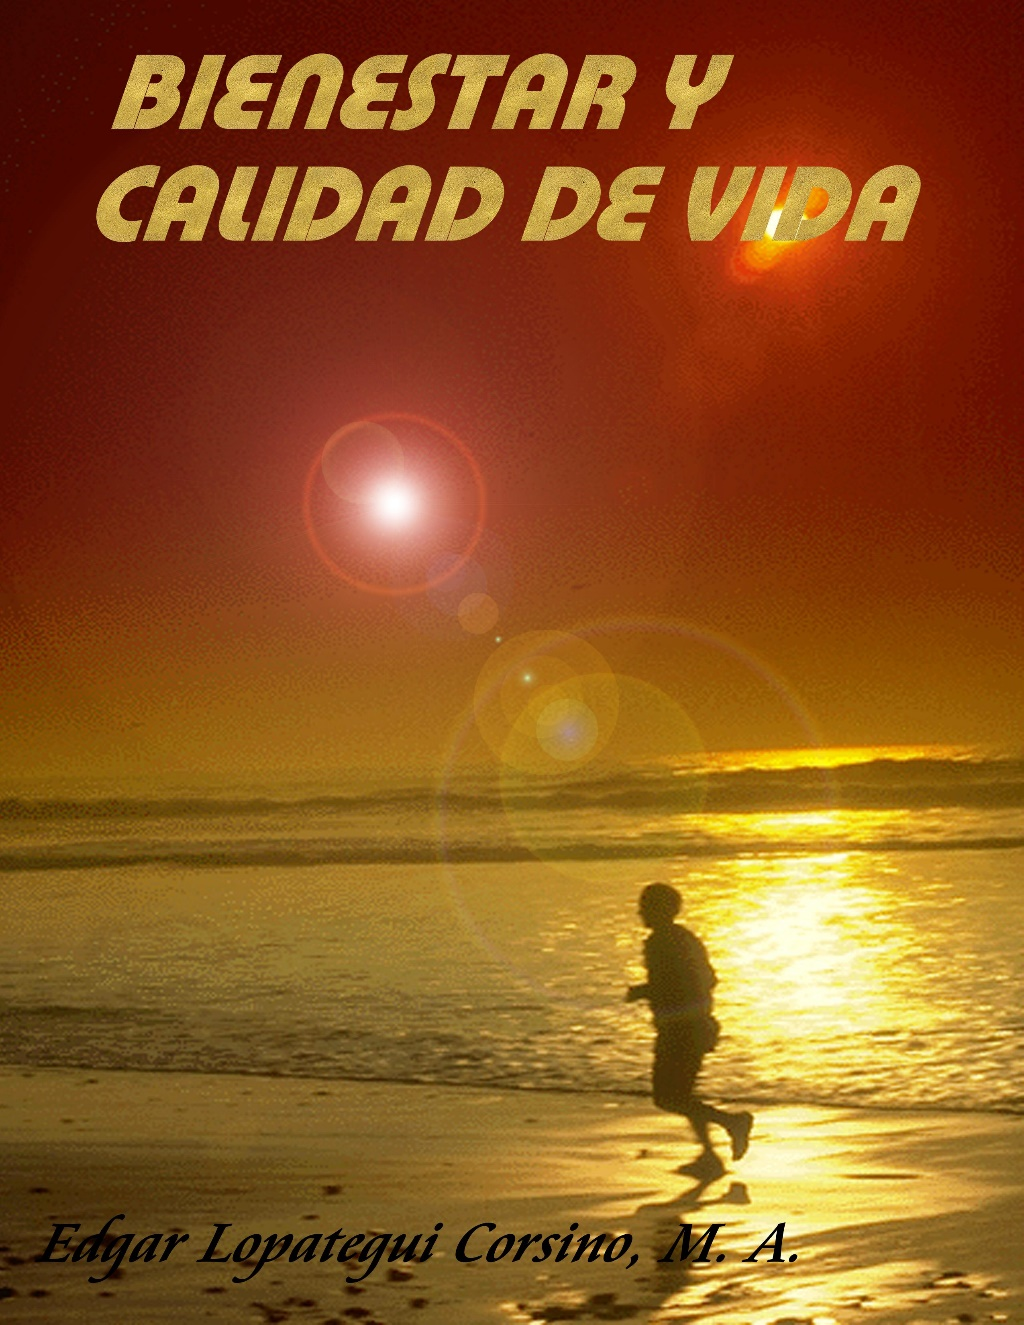 BIENESTAR Y
CALIDAD DE VIDA
Edgar Lopategui Corsino, M. A.